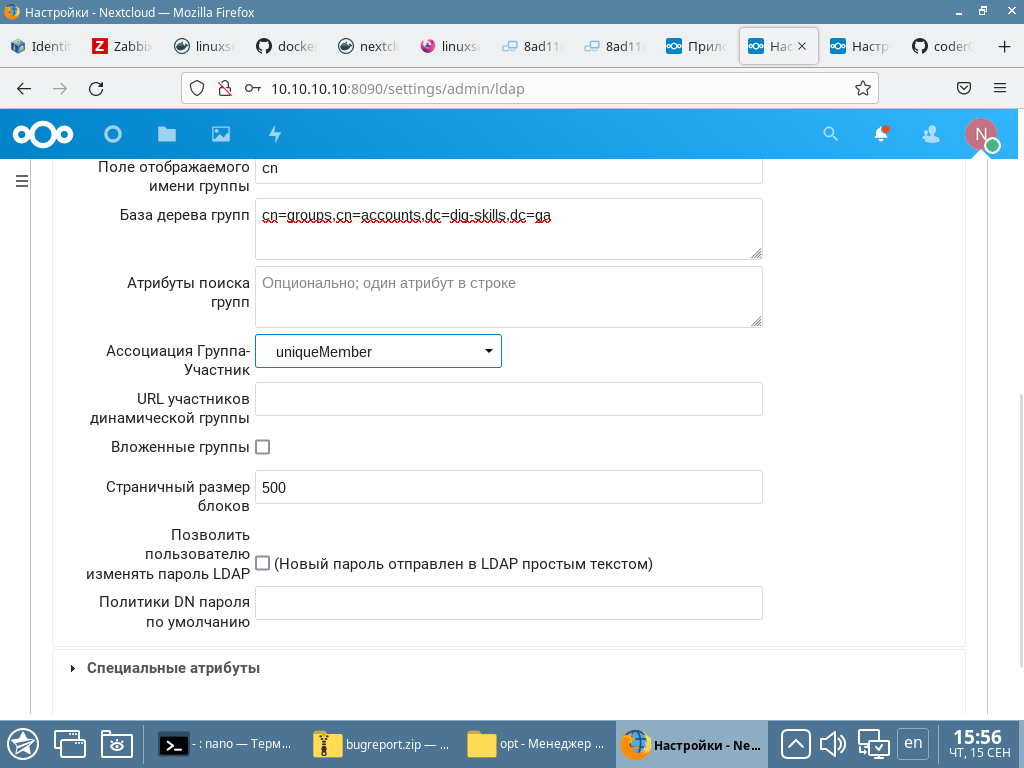 Настройки - Nextcloud — Mozilla Firefox
Identi
Zabbi
linuxse
docke
nextcl
linuxse
8ad11
8ad11
Прило
Нас
Настр
coder
10.10.10.10:8090/settings/admin/ldap
N
Поле отображаемого
имени группы
cn
База дерева групп
cn=groups,cn=accounts,dc=dig-skills,dc=ga
Атрибуты поиска
групп
Опционально; один атрибут в строке
Ассоциация Группа-
Участник
uniqueMember
URL участников
динамической группы
Вложенные группы
Страничный размер
блоков
500
Позволить
пользователю
изменять пароль LDAP
(Новый пароль отправлен в LDAP простым текстом)
Политики DN пароля
по умолчанию
Специальные атрибуты
- : nano — Терм...
bugreport.zip — ...
opt - Менеджер ...
Настройки - Ne...
en
15:56
ЧТ, 15 СЕН